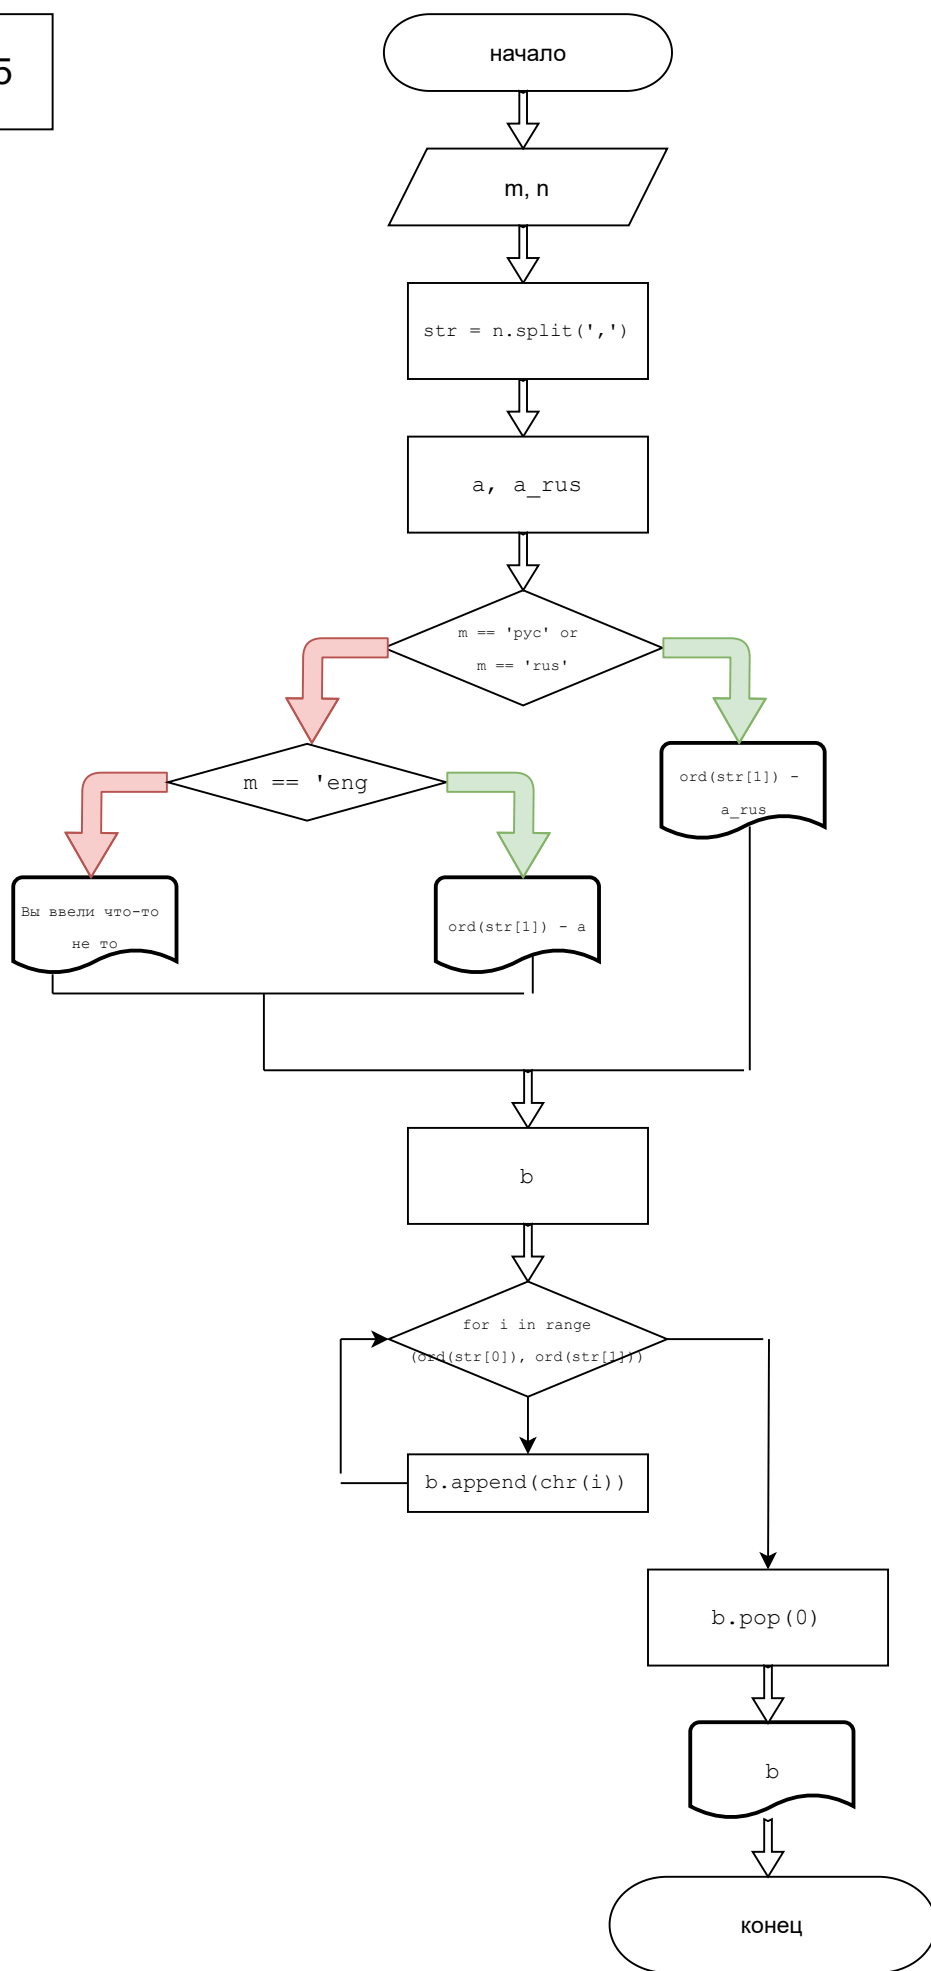 5
начало
m, n
str = n.split(',')
a, a_rus
m == 'рус' or
m == 'rus'
m == 'eng
ord(str[1]) -
a_rus
Вы ввели что-то
не то
ord(str[1]) - a
b
for i in range
(ord(str[0]), ord(str[1]))
b.append(chr(i))
b.pop(0)
b
конец